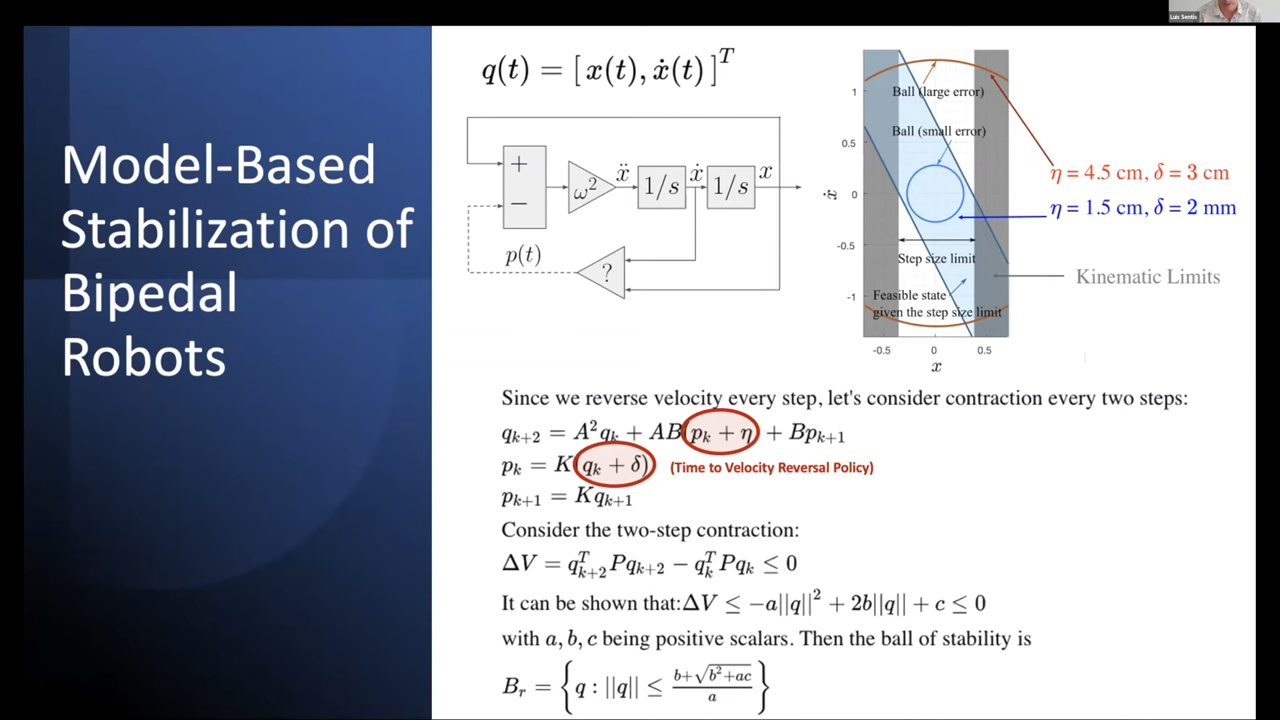 Luis Sentis
Model-Based
Stabilization of
Bipedal
Robots
q(t) = [ x(t), ẋ(t) ]^T
+
−
ω²
ẍ
1/s
ẋ
1/s
x
p(t)
?
Ball (large error)
Ball (small error)
Step size limit
Feasible state
given the step size limit
1
0.5
0
-0.5
-1
ẋ
-0.5
0
0.5
x
η = 4.5 cm, δ = 3 cm
η = 1.5 cm, δ = 2 mm
Kinematic Limits
Since we reverse velocity every step, let's consider contraction every two steps:
q_{k+2} = A²q_k + AB(p_k + η) + Bp_{k+1}
p_k = K(q_k + δ) (Time to Velocity Reversal Policy)
p_{k+1} = Kq_{k+1}
Consider the two-step contraction:
ΔV = q^T_{k+2} Pq_{k+2} − q^T_k Pq_k ≤ 0
It can be shown that:ΔV ≤ −a||q||² + 2b||q|| + c ≤ 0
with a, b, c being positive scalars. Then the ball of stability is
B_r = { q : ||q|| ≤ (b+√(b²+ac))/a }